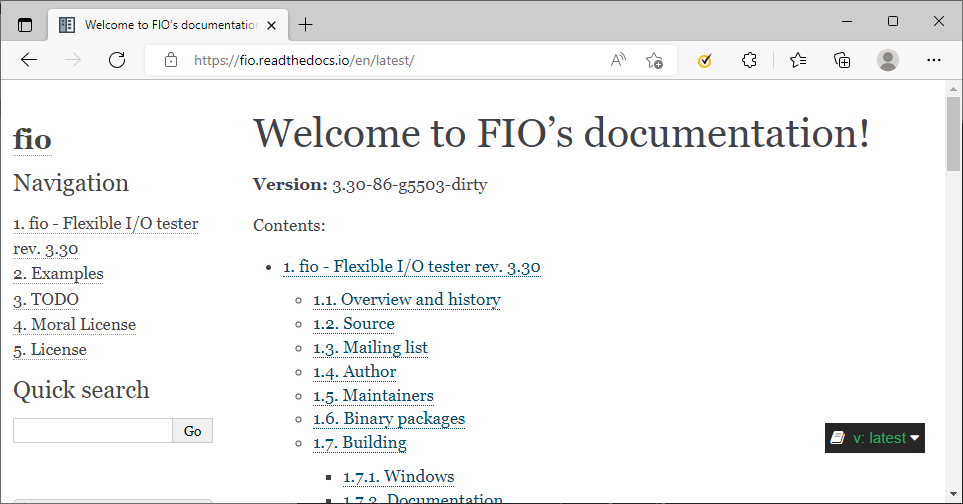 Welcome to FIO's documentatio
https://fio.readthedocs.io/en/latest/
fio
Navigation
1. fio - Flexible I/O tester
rev. 3.30
2. Examples
3. TODO
4. Moral License
5. License
Quick search
Go
Welcome to FIO’s documentation!
Version: 3.30-86-g5503-dirty
Contents:
1. fio - Flexible I/O tester rev. 3.30
1.1. Overview and history
1.2. Source
1.3. Mailing list
1.4. Author
1.5. Maintainers
1.6. Binary packages
1.7. Building
1.7.1. Windows
1.7.2. Documentation
v: latest